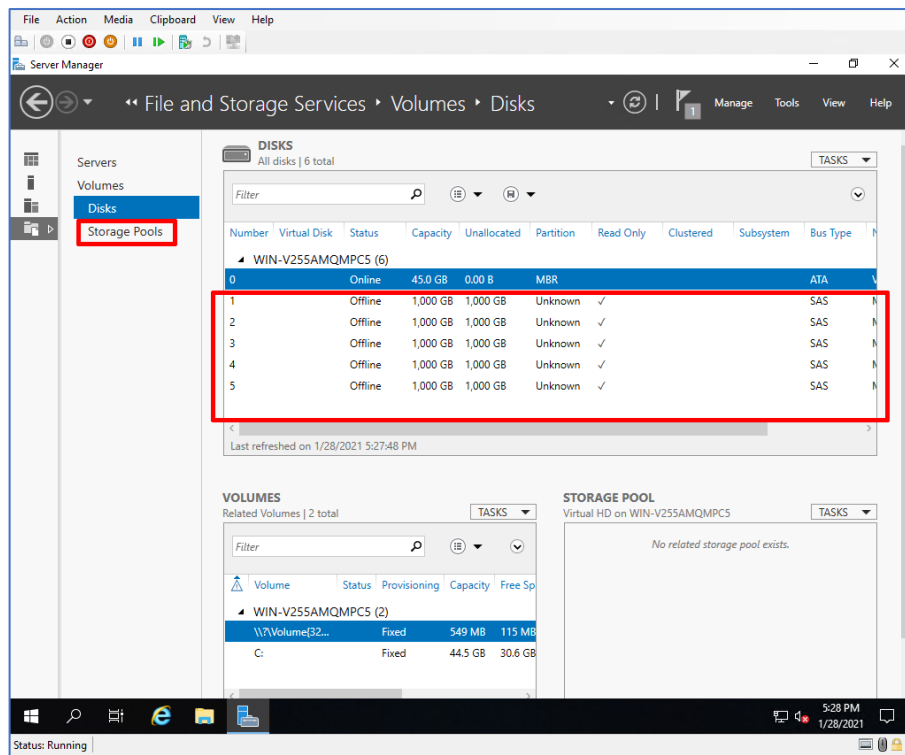 File Action Media Clipboard View Help
Server Manager
File and Storage Services Volumes Disks
1 Manage Tools View Help
Servers
Volumes
Disks
Storage Pools
DISKS
All disks | 6 total
TASKS
Filter
Number Virtual Disk Status Capacity Unallocated Partition Read Only Clustered Subsystem Bus Type
WIN-V255AMQMPC5 (6)
0 Online 45.0 GB 0.00 B MBR ATA
1 Offline 1,000 GB 1,000 GB Unknown ✓ SAS
2 Offline 1,000 GB 1,000 GB Unknown ✓ SAS
3 Offline 1,000 GB 1,000 GB Unknown ✓ SAS
4 Offline 1,000 GB 1,000 GB Unknown ✓ SAS
5 Offline 1,000 GB 1,000 GB Unknown ✓ SAS
Last refreshed on 1/28/2021 5:27:48 PM
VOLUMES
Related Volumes | 2 total
TASKS
Filter
Volume Status Provisioning Capacity Free Sp
WIN-V255AMQMPC5 (2)
\\?\Volume{32... Fixed 549 MB 115 MB
C: Fixed 44.5 GB 30.6 GB
STORAGE POOL
Virtual HD on WIN-V255AMQMPC5
TASKS
No related storage pool exists.
5:28 PM
1/28/2021
Status: Running